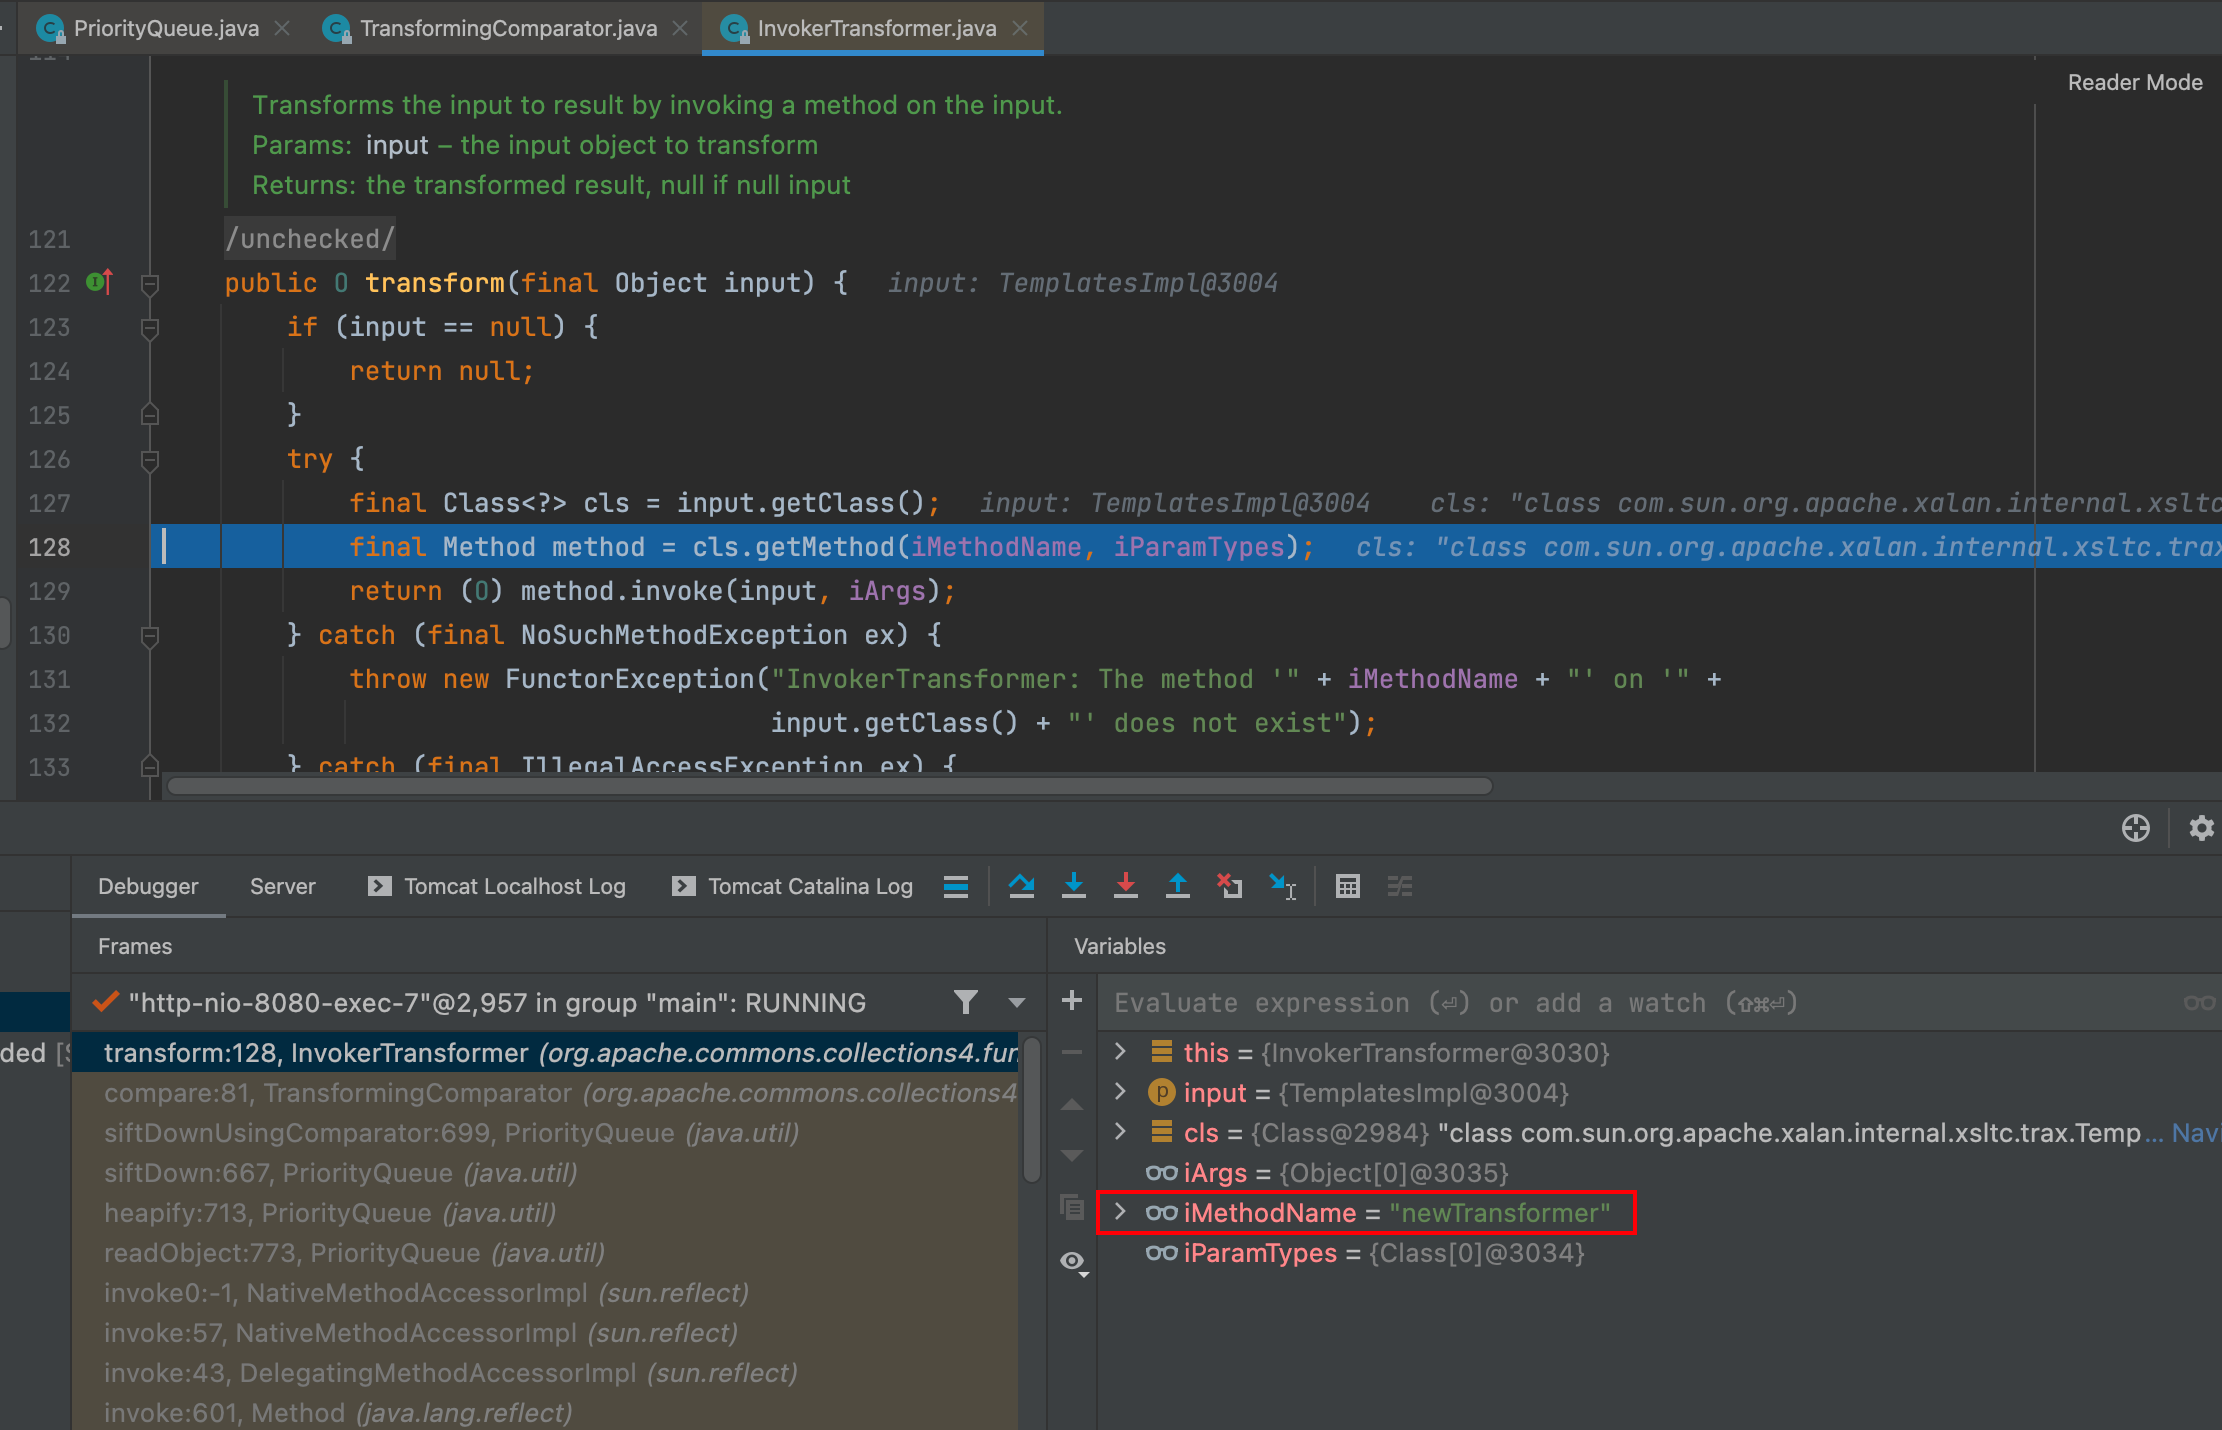 PriorityQueue.java
TransformingComparator.java
InvokerTransformer.java
Reader Mode
Transforms the input to result by invoking a method on the input.
Params: input – the input object to transform
Returns: the transformed result, null if null input
121 /unchecked/
122 public O transform(final Object input) { input: TemplatesImpl@3004
123 if (input == null) {
124 return null;
125 }
126 try {
127 final Class<?> cls = input.getClass(); input: TemplatesImpl@3004 cls: "class com.sun.org.apache.xalan.internal.xsltc
128 final Method method = cls.getMethod(iMethodName, iParamTypes); cls: "class com.sun.org.apache.xalan.internal.xsltc.trax
129 return (O) method.invoke(input, iArgs);
130 } catch (final NoSuchMethodException ex) {
131 throw new FunctorException("InvokerTransformer: The method '" + iMethodName + "' on '" +
132 input.getClass() + "' does not exist");
133 } catch (final IllegalAccessException ex) {
Debugger
Server
Tomcat Localhost Log
Tomcat Catalina Log
Frames
Variables
"http-nio-8080-exec-7"@2,957 in group "main": RUNNING
Evaluate expression (⏎) or add a watch (⇧⌘⏎)
ded [
transform:128, InvokerTransformer (org.apache.commons.collections4.fun
compare:81, TransformingComparator (org.apache.commons.collections4
siftDownUsingComparator:699, PriorityQueue (java.util)
siftDown:667, PriorityQueue (java.util)
heapify:713, PriorityQueue (java.util)
readObject:773, PriorityQueue (java.util)
invoke0:-1, NativeMethodAccessorImpl (sun.reflect)
invoke:57, NativeMethodAccessorImpl (sun.reflect)
invoke:43, DelegatingMethodAccessorImpl (sun.reflect)
invoke:601, Method (java.lang.reflect)
this = {InvokerTransformer@3030}
input = {TemplatesImpl@3004}
cls = {Class@2984} "class com.sun.org.apache.xalan.internal.xsltc.trax.Temp... Navi
iArgs = {Object[0]@3035}
iMethodName = "newTransformer"
iParamTypes = {Class[0]@3034}